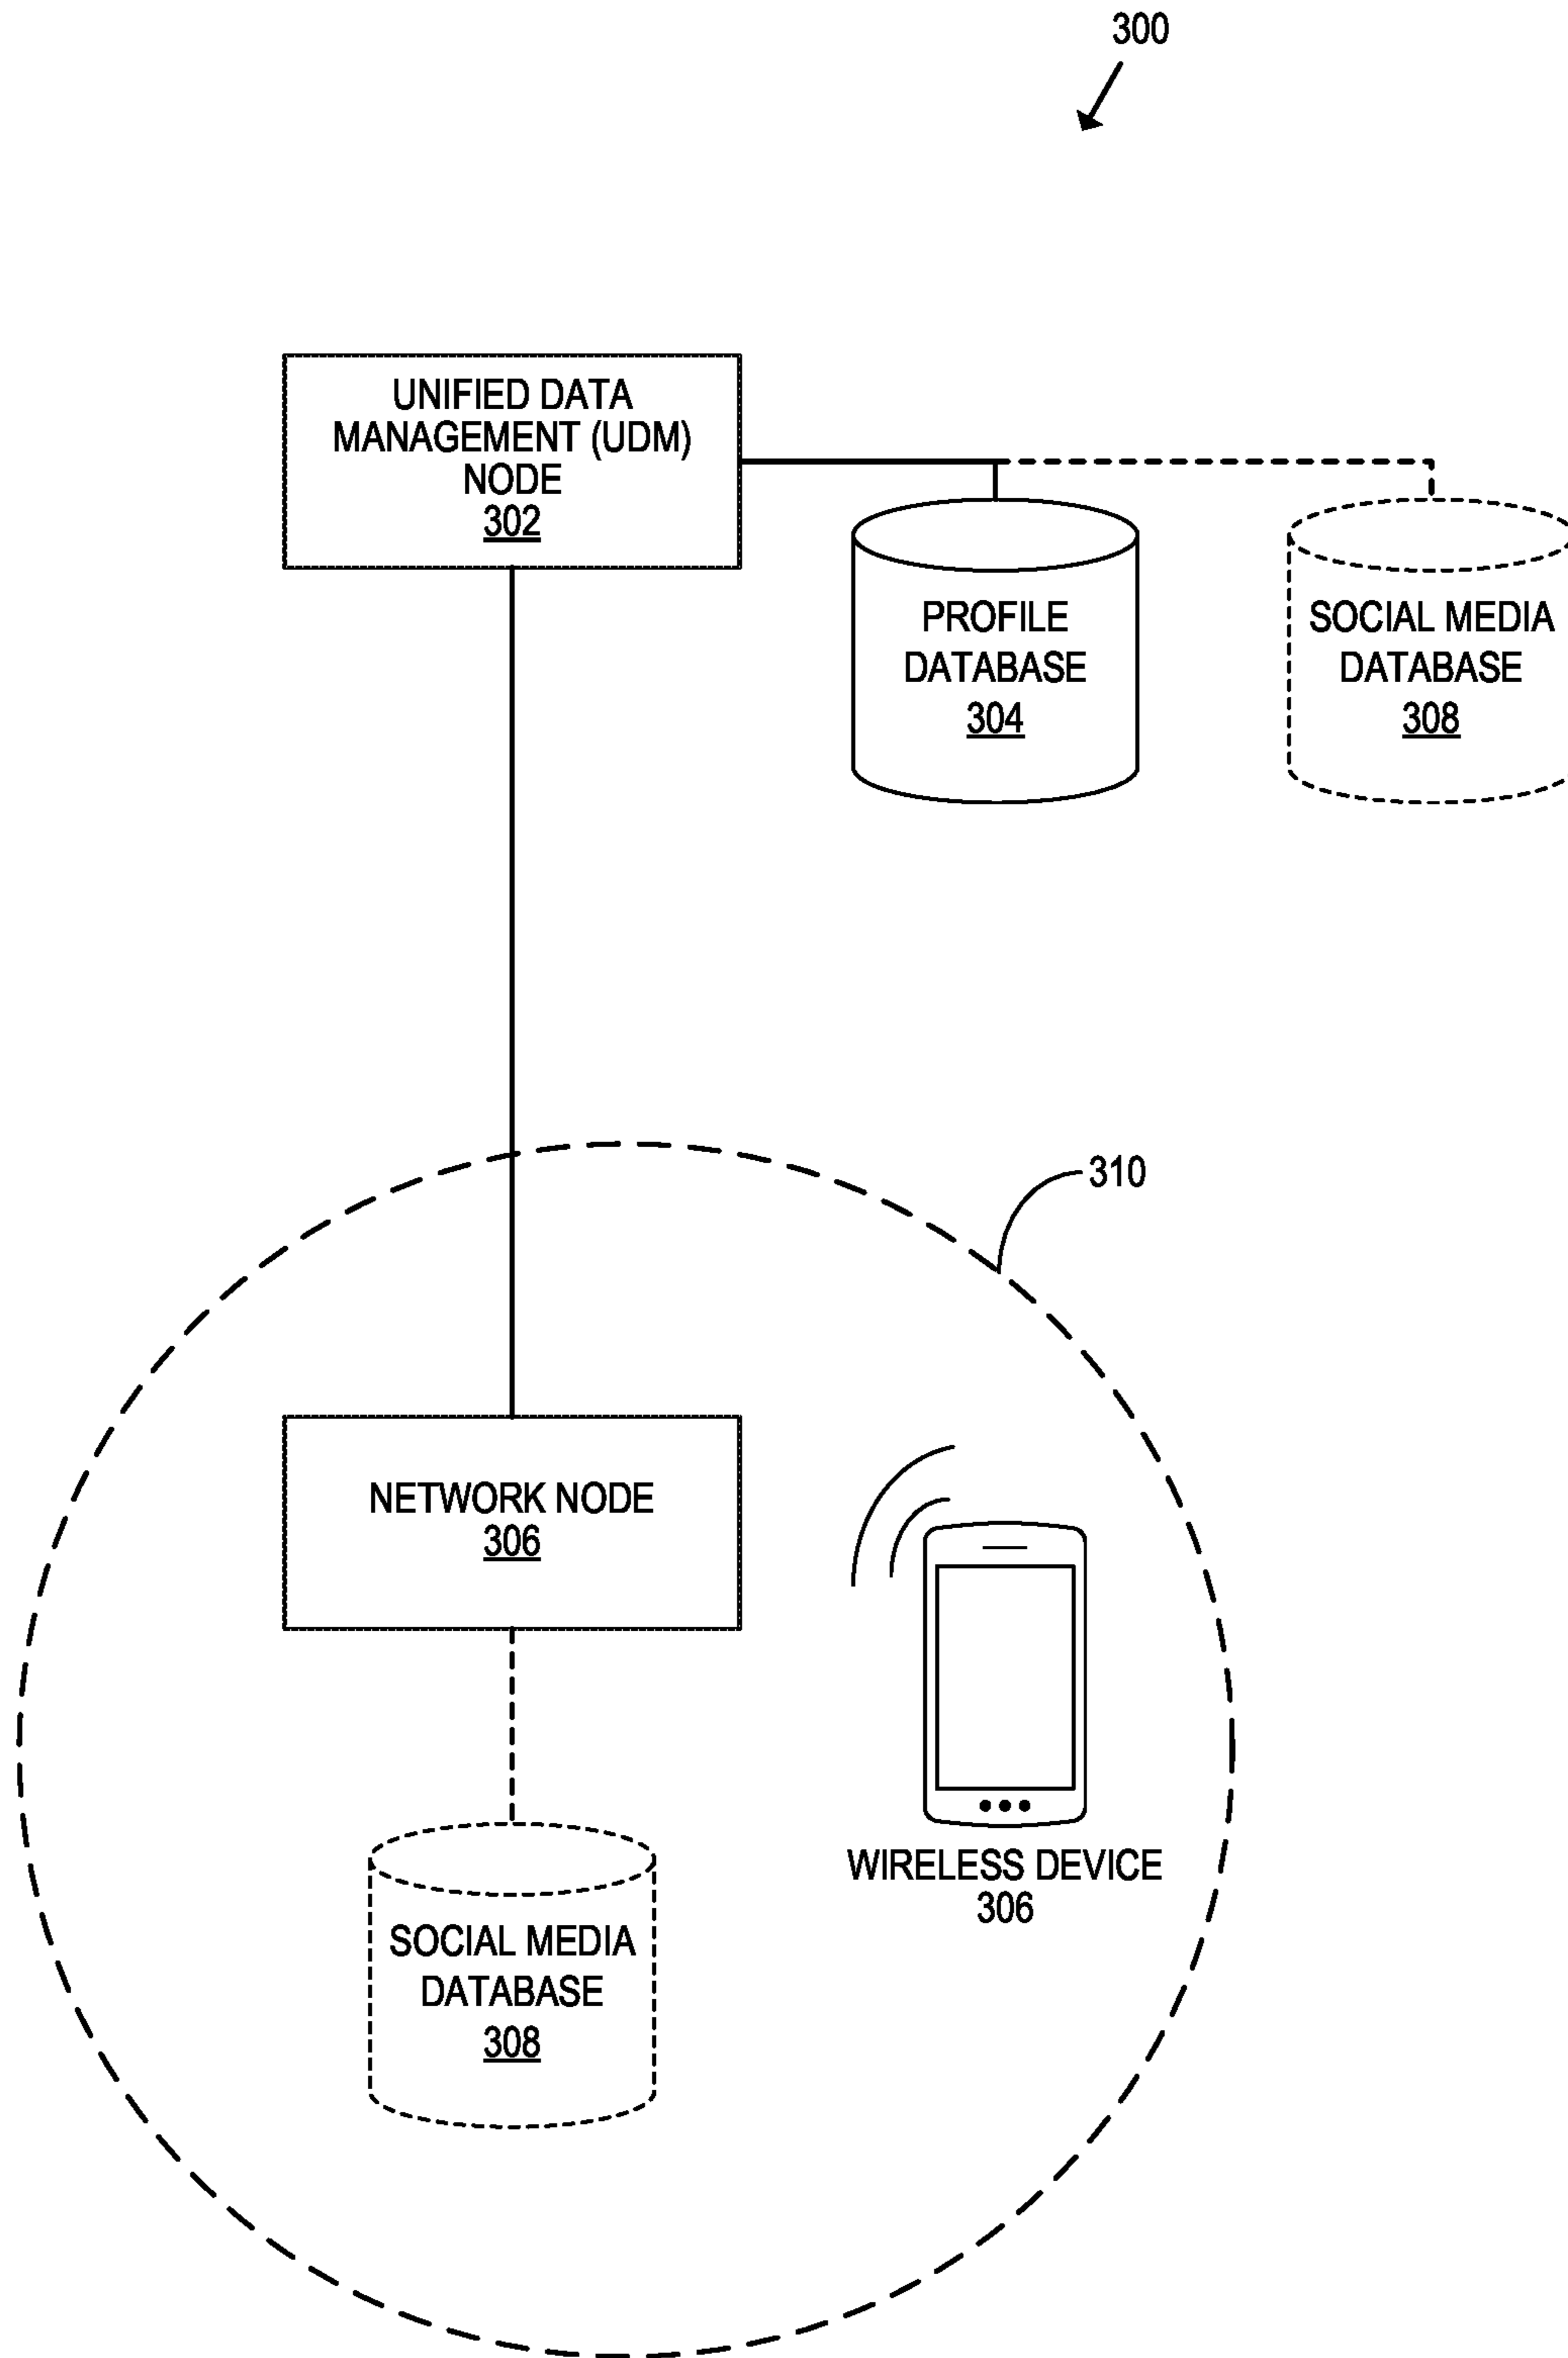 300
UNIFIED DATA
MANAGEMENT (UDM)
NODE
302
PROFILE
DATABASE
304
SOCIAL MEDIA
DATABASE
308
310
NETWORK NODE
306
WIRELESS DEVICE
306
SOCIAL MEDIA
DATABASE
308